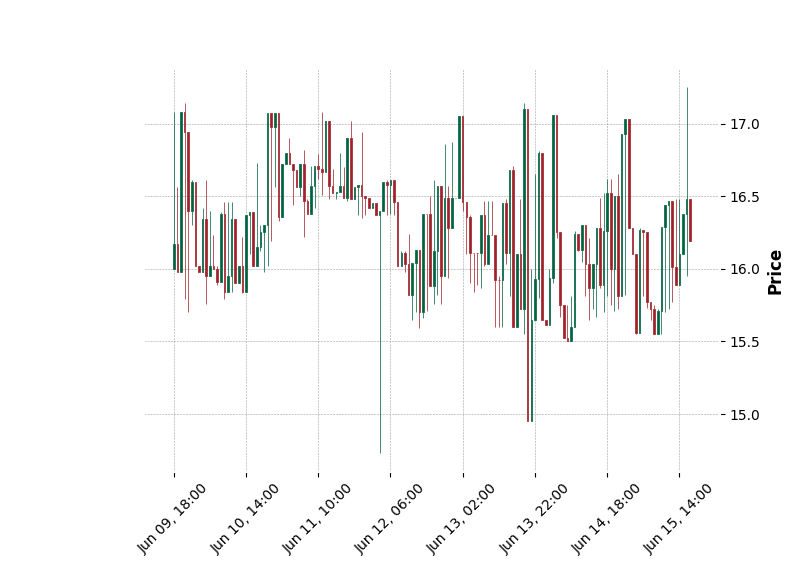 17.0
16.5
16.0
15.5
15.0
Price
Jun 09, 18:00
Jun 10, 14:00
Jun 11, 10:00
Jun 12, 06:00
Jun 13, 02:00
Jun 13, 22:00
Jun 14, 18:00
Jun 15, 14:00